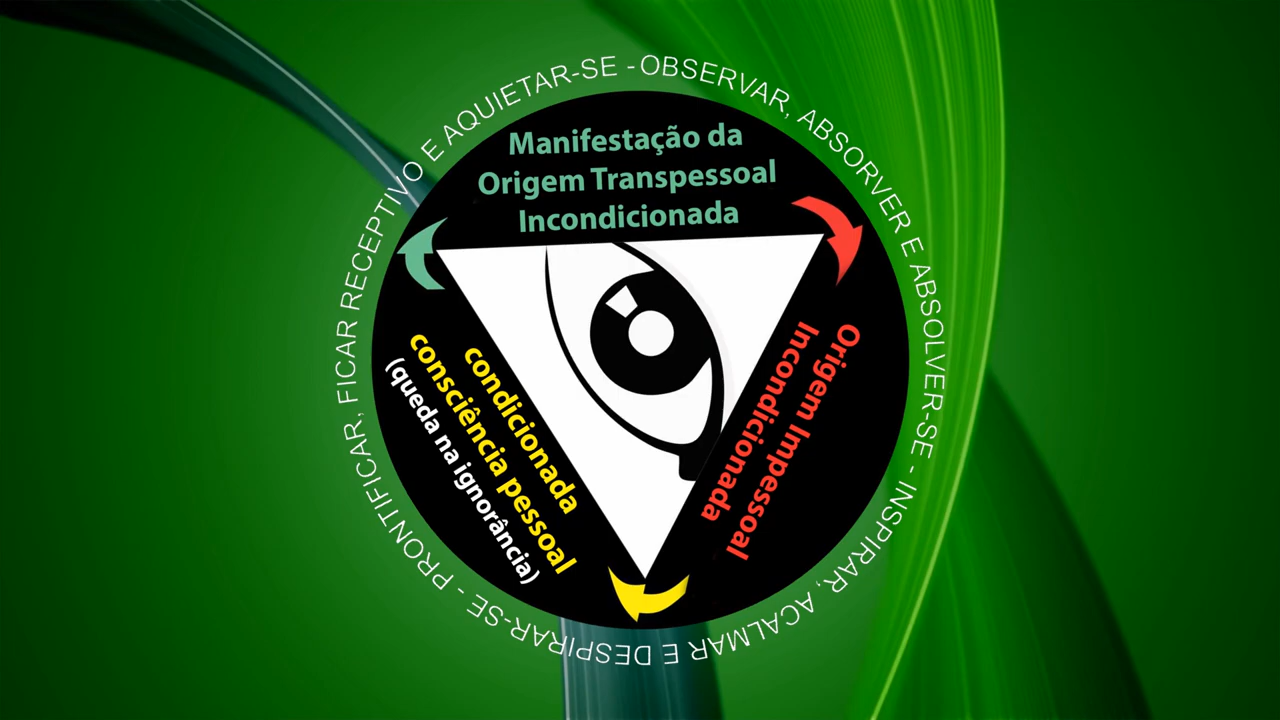 OBSERVAR, ABSORVER E ABSOLVER-SE - INSPIRAR, ACALMAR E DESPIRAR-SE - PRONTIFICAR, FICAR RECEPTIVO E AQUIETAR-SE -
Manifestação da
Origem Transpessoal
Incondicionada
Origem Impessoal
Incondicionada
condicionada
consciência pessoal
(queda na ignorância)